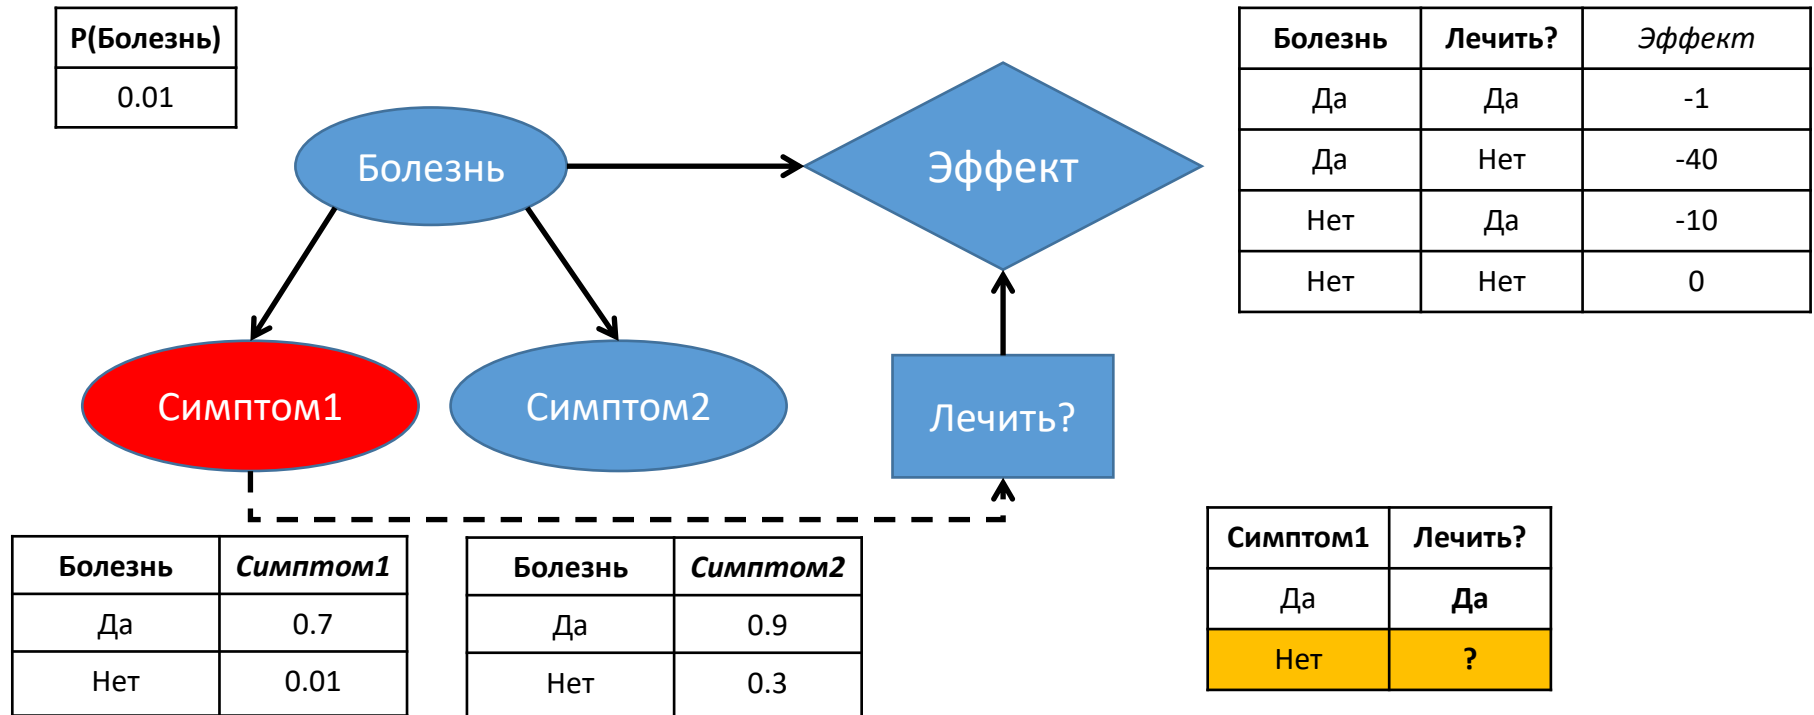 P(Болезнь)
0.01
Болезнь
Эффект
Болезнь Лечить? Эффект
Да Да -1
Да Нет -40
Нет Да -10
Нет Нет 0
Симптом1
Симптом2
Лечить?
Болезнь Симптом1
Да 0.7
Нет 0.01
Болезнь Симптом2
Да 0.9
Нет 0.3
Симптом1 Лечить?
Да Да
Нет ?